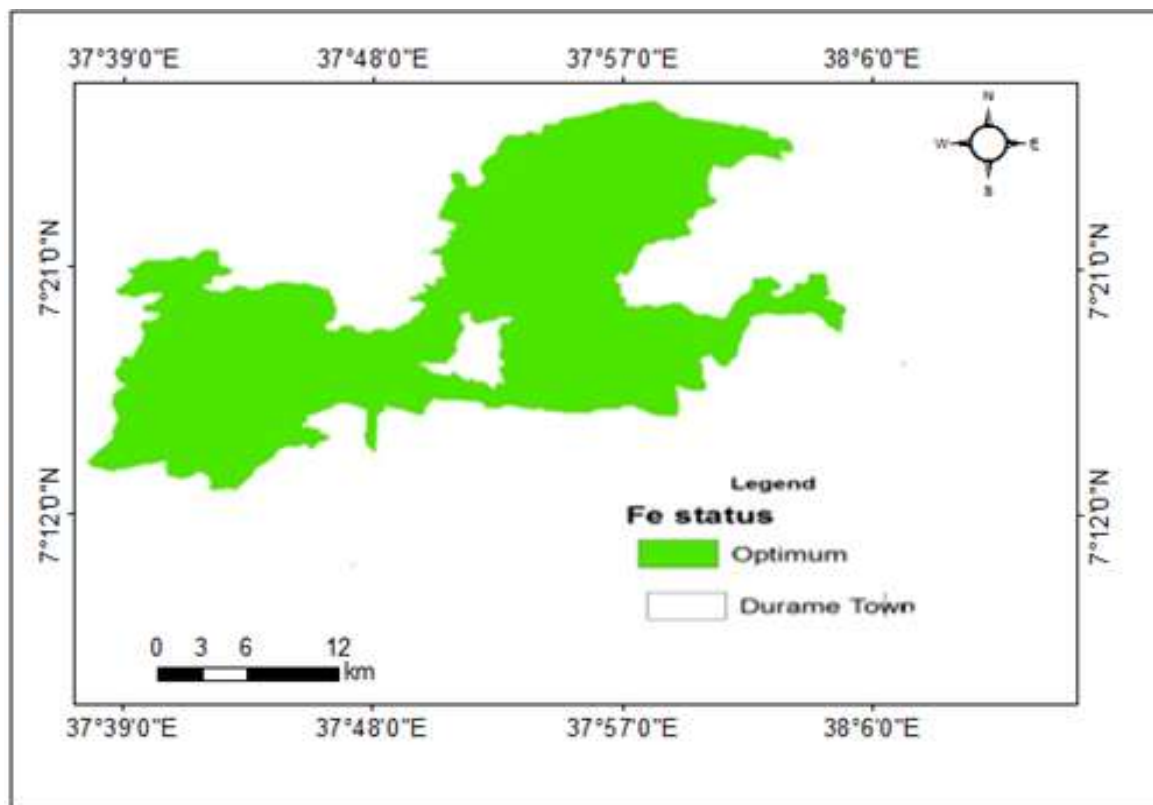 37°39'0"E 37°48'0"E 37°57'0"E 38°6'0"E
N
W E
S
7°21'0"N 7°21'0"N
Legend
Fe status
7°12'0"N 7°12'0"N
Optimum
Durame Town
0 3 6 12
km
37°39'0"E 37°48'0"E 37°57'0"E 38°6'0"E